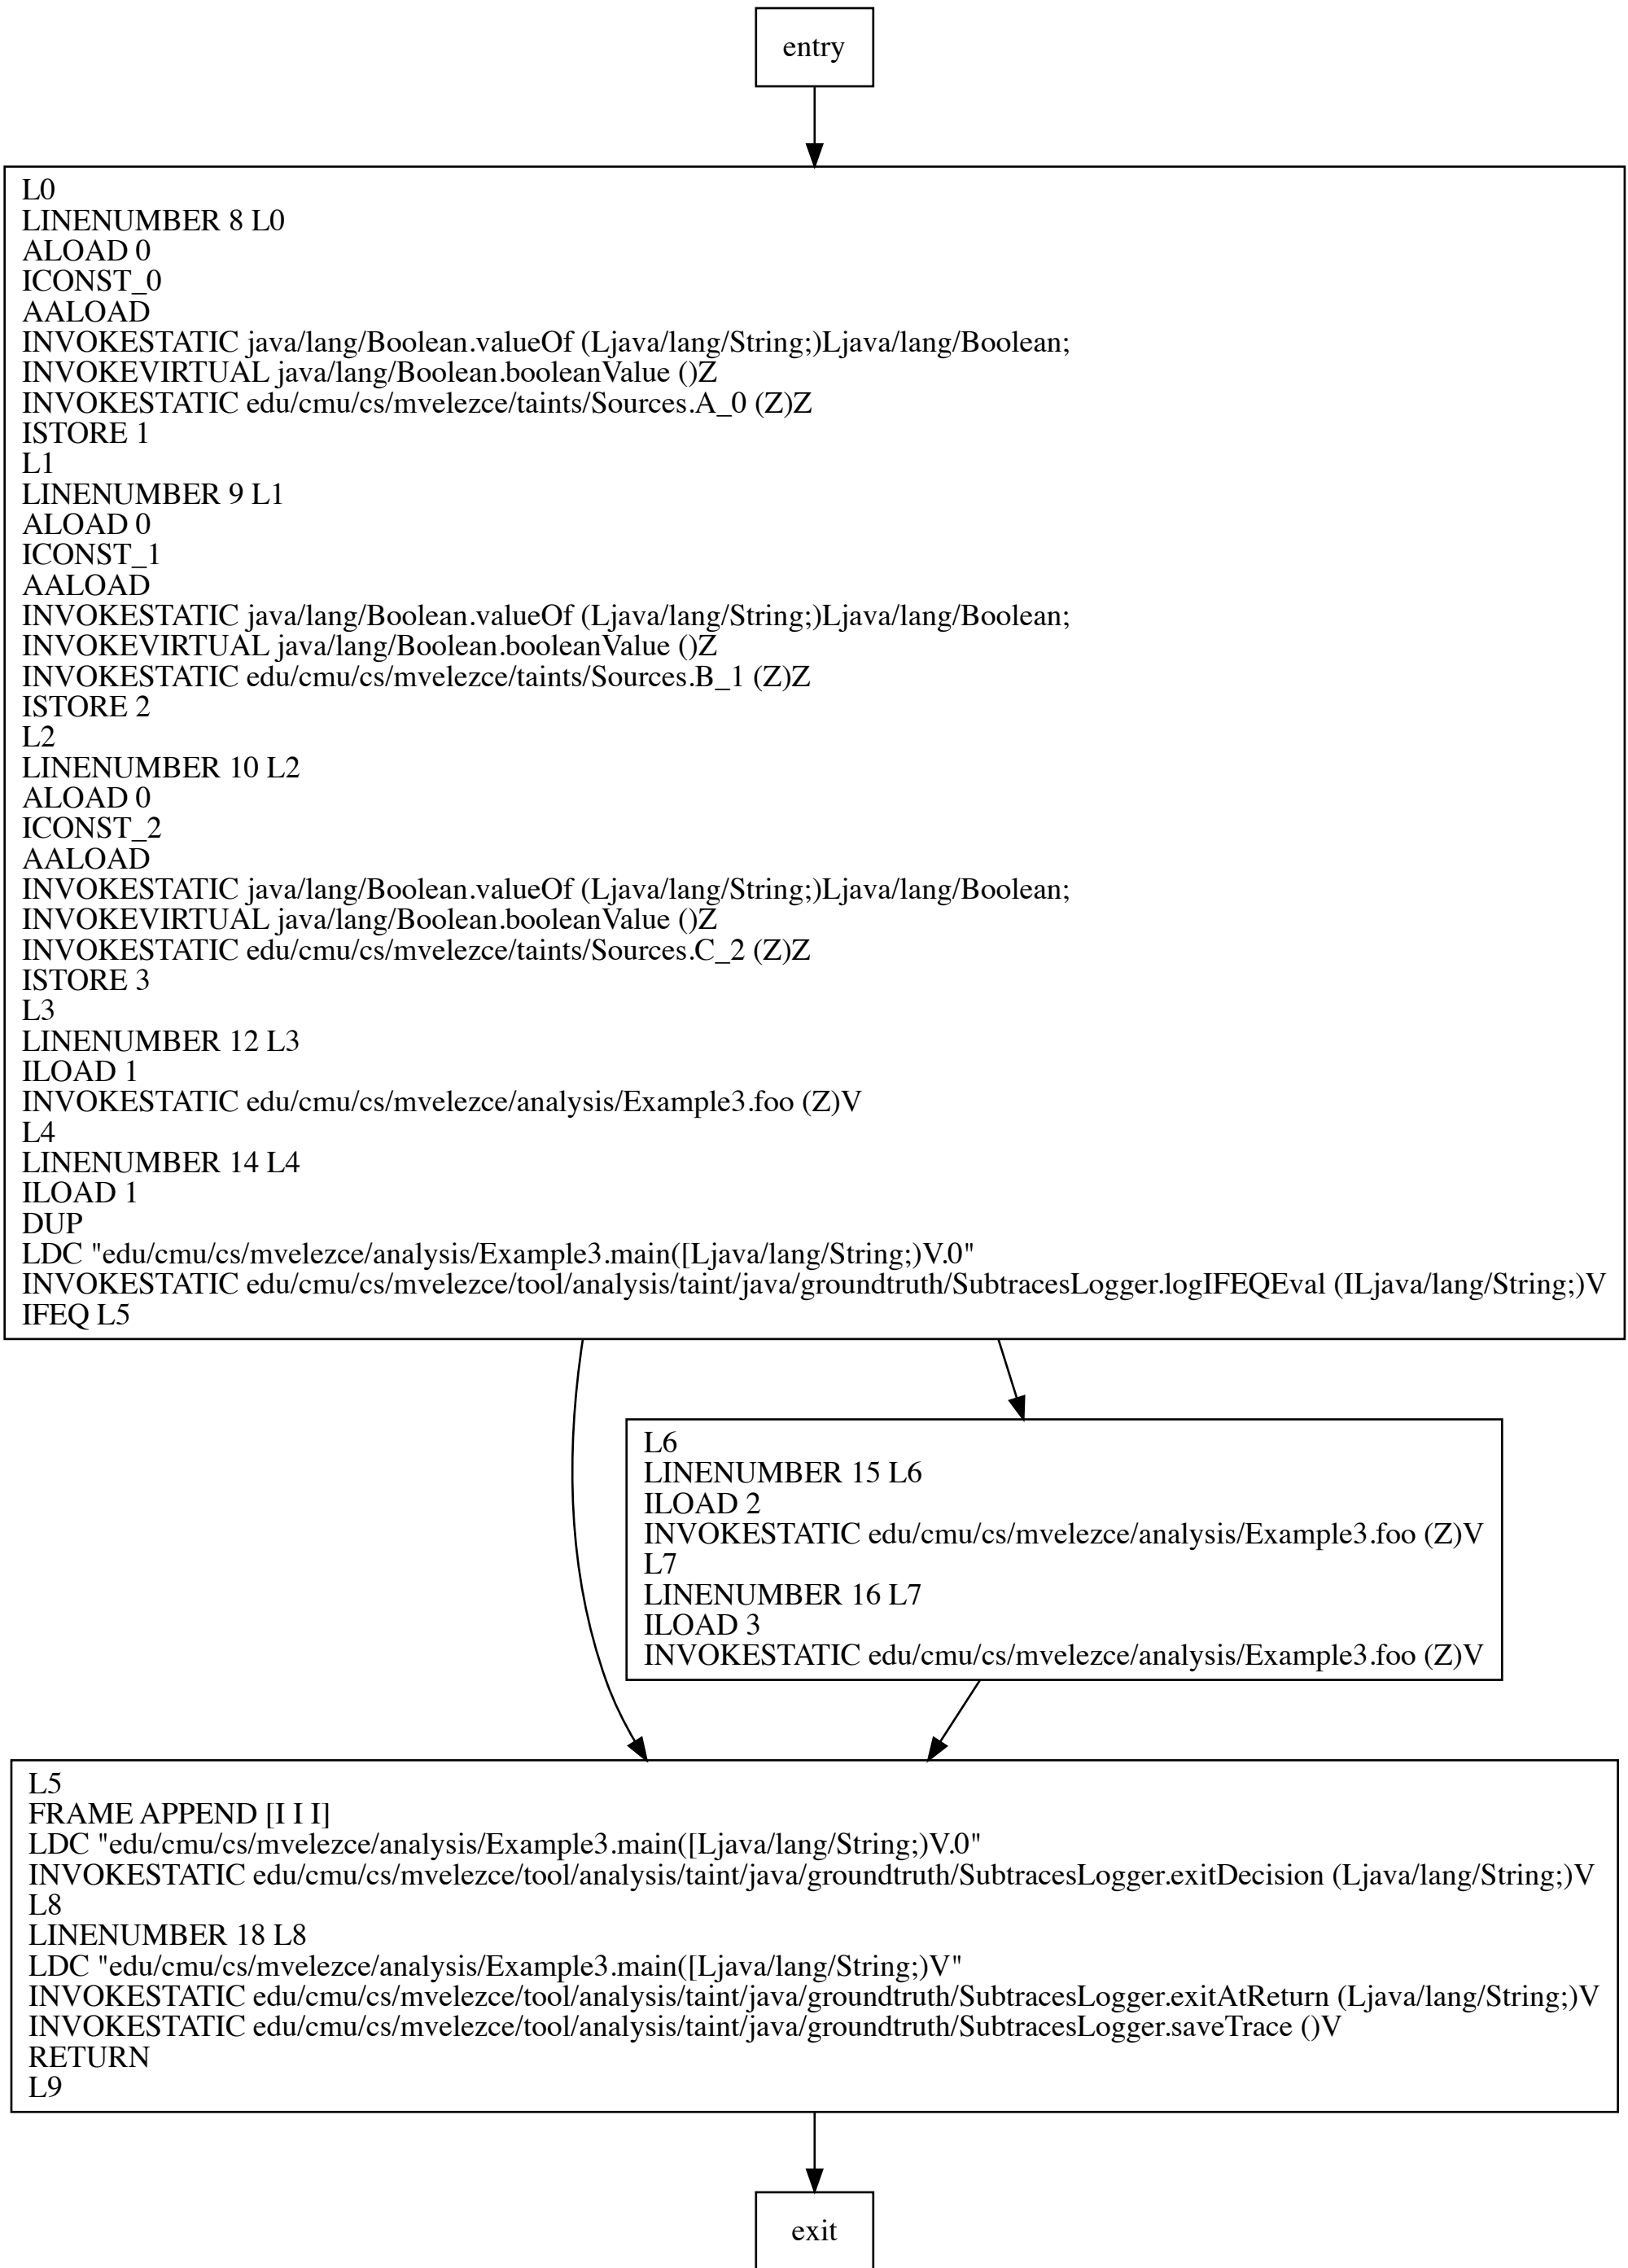 entry
L0
LINENUMBER 8 L0
ALOAD 0
ICONST_0
AALOAD
INVOKESTATIC java/lang/Boolean.valueOf (Ljava/lang/String;)Ljava/lang/Boolean;
INVOKEVIRTUAL java/lang/Boolean.booleanValue ()Z
INVOKESTATIC edu/cmu/cs/mvelezce/taints/Sources.A_0 (Z)Z
ISTORE 1
L1
LINENUMBER 9 L1
ALOAD 0
ICONST_1
AALOAD
INVOKESTATIC java/lang/Boolean.valueOf (Ljava/lang/String;)Ljava/lang/Boolean;
INVOKEVIRTUAL java/lang/Boolean.booleanValue ()Z
INVOKESTATIC edu/cmu/cs/mvelezce/taints/Sources.B_1 (Z)Z
ISTORE 2
L2
LINENUMBER 10 L2
ALOAD 0
ICONST_2
AALOAD
INVOKESTATIC java/lang/Boolean.valueOf (Ljava/lang/String;)Ljava/lang/Boolean;
INVOKEVIRTUAL java/lang/Boolean.booleanValue ()Z
INVOKESTATIC edu/cmu/cs/mvelezce/taints/Sources.C_2 (Z)Z
ISTORE 3
L3
LINENUMBER 12 L3
ILOAD 1
INVOKESTATIC edu/cmu/cs/mvelezce/analysis/Example3.foo (Z)V
L4
LINENUMBER 14 L4
ILOAD 1
DUP
LDC "edu/cmu/cs/mvelezce/analysis/Example3.main([Ljava/lang/String;)V.0"
INVOKESTATIC edu/cmu/cs/mvelezce/tool/analysis/taint/java/groundtruth/SubtracesLogger.logIFEQEval (ILjava/lang/String;)V
IFEQ L5
L6
LINENUMBER 15 L6
ILOAD 2
INVOKESTATIC edu/cmu/cs/mvelezce/analysis/Example3.foo (Z)V
L7
LINENUMBER 16 L7
ILOAD 3
INVOKESTATIC edu/cmu/cs/mvelezce/analysis/Example3.foo (Z)V
L5
FRAME APPEND [I I I]
LDC "edu/cmu/cs/mvelezce/analysis/Example3.main([Ljava/lang/String;)V.0"
INVOKESTATIC edu/cmu/cs/mvelezce/tool/analysis/taint/java/groundtruth/SubtracesLogger.exitDecision (Ljava/lang/String;)V
L8
LINENUMBER 18 L8
LDC "edu/cmu/cs/mvelezce/analysis/Example3.main([Ljava/lang/String;)V"
INVOKESTATIC edu/cmu/cs/mvelezce/tool/analysis/taint/java/groundtruth/SubtracesLogger.exitAtReturn (Ljava/lang/String;)V
INVOKESTATIC edu/cmu/cs/mvelezce/tool/analysis/taint/java/groundtruth/SubtracesLogger.saveTrace ()V
RETURN
L9
exit